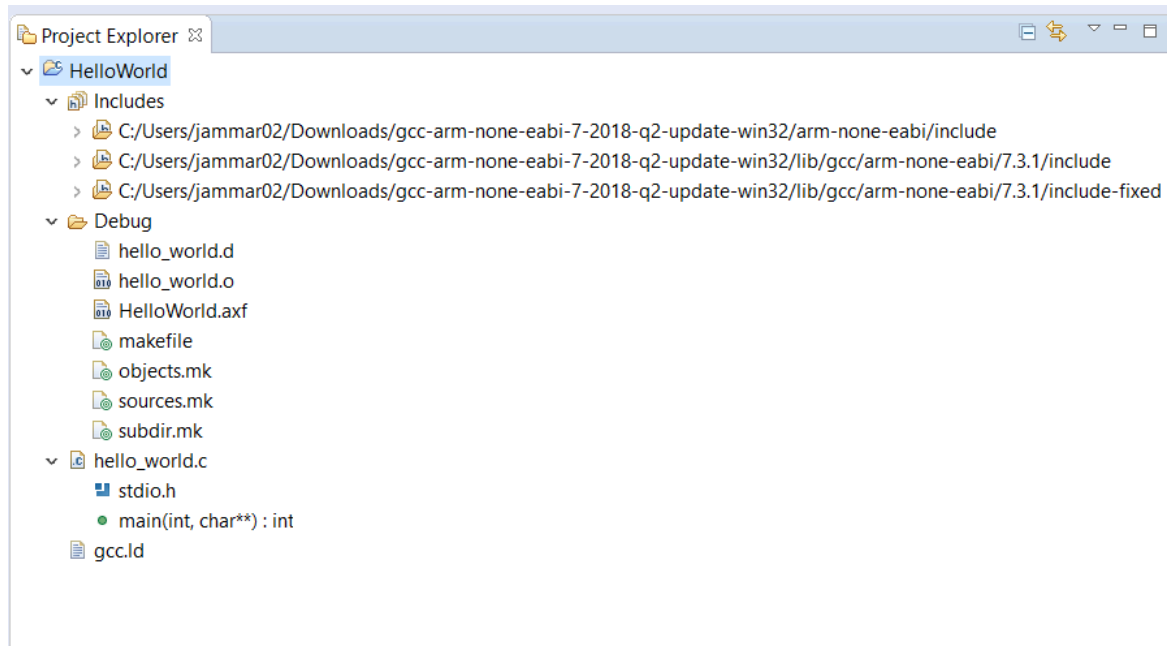 Project Explorer
HelloWorld
Includes
C:/Users/jammar02/Downloads/gcc-arm-none-eabi-7-2018-q2-update-win32/arm-none-eabi/include
C:/Users/jammar02/Downloads/gcc-arm-none-eabi-7-2018-q2-update-win32/lib/gcc/arm-none-eabi/7.3.1/include
C:/Users/jammar02/Downloads/gcc-arm-none-eabi-7-2018-q2-update-win32/lib/gcc/arm-none-eabi/7.3.1/include-fixed
Debug
hello_world.d
hello_world.o
HelloWorld.axf
makefile
objects.mk
sources.mk
subdir.mk
hello_world.c
stdio.h
main(int, char**) : int
gcc.ld